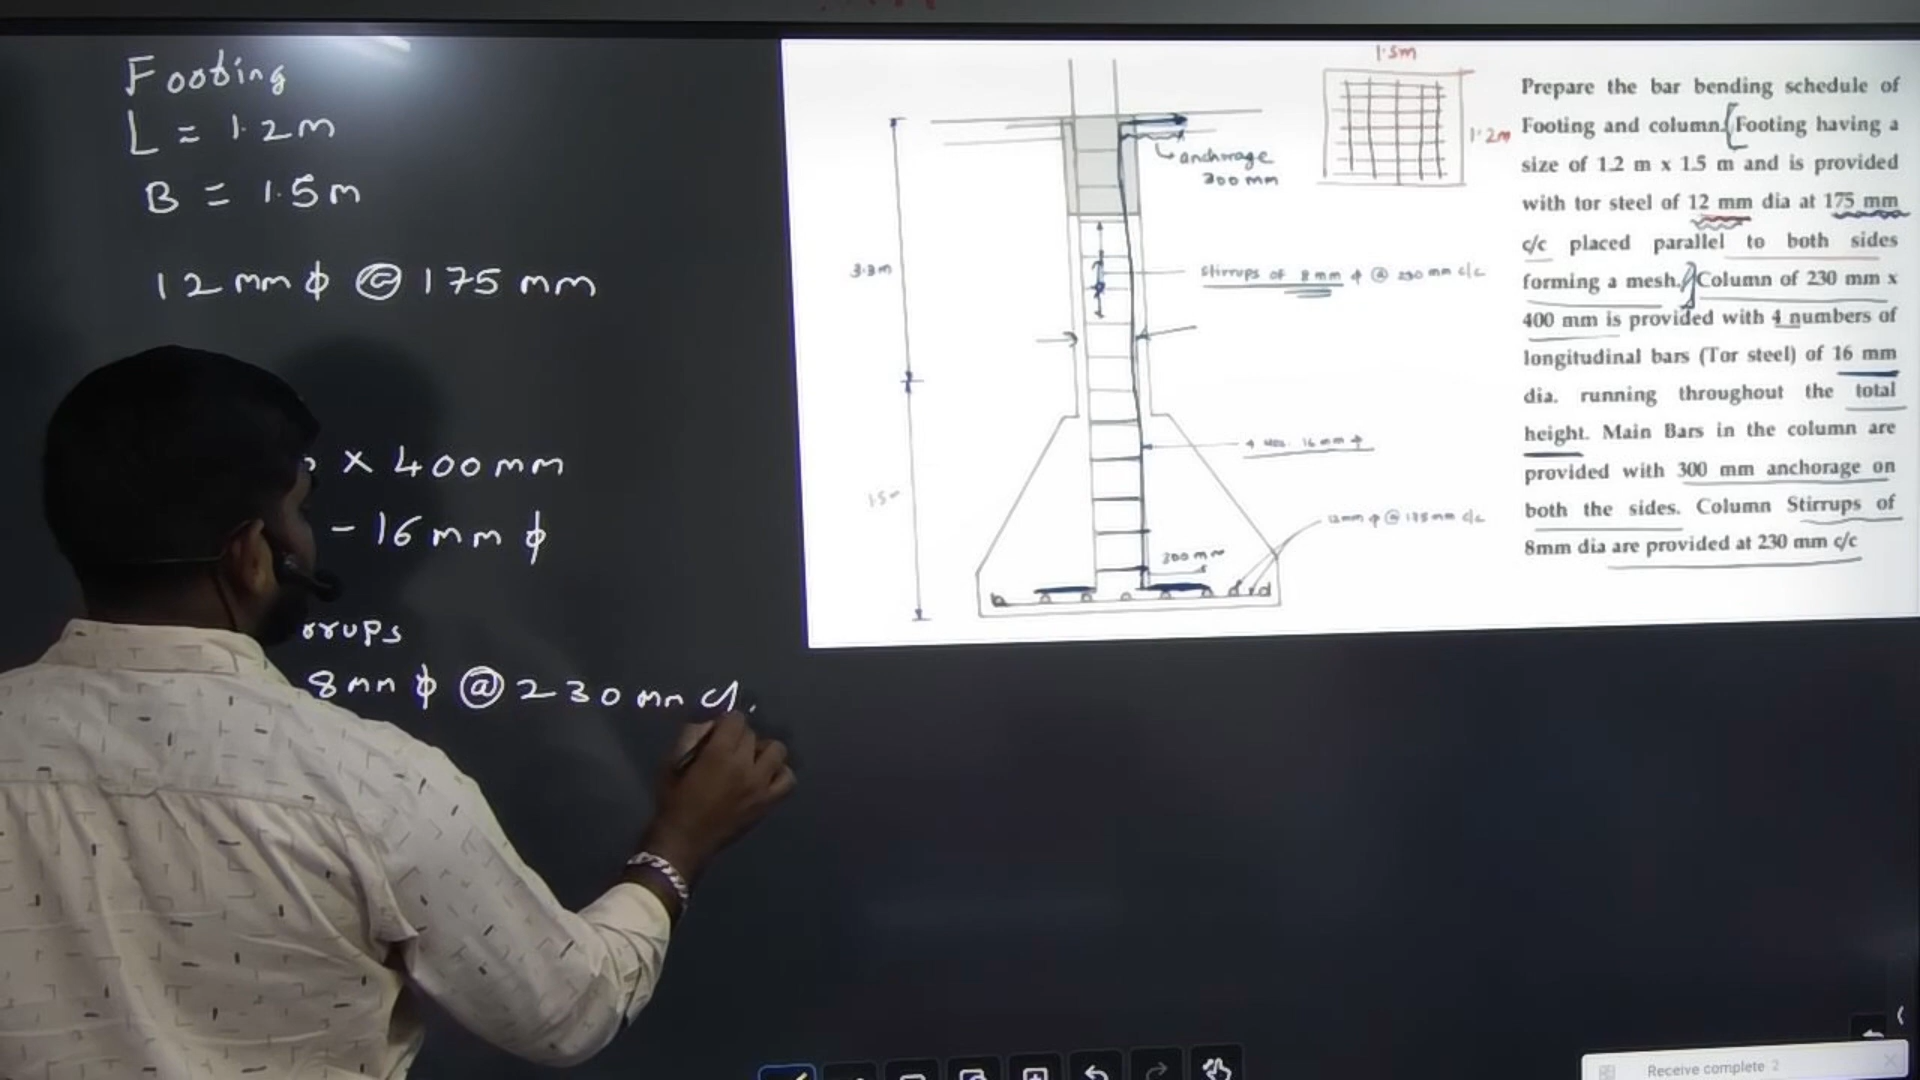 Footing
L = 1.2m
B = 1.5m
12 mm ϕ @ 175 mm
x 400mm
- 16mm ϕ
rrups
8mm ϕ @ 230 mm c/
1.5m
1.2m
anchorage
300 mm
3.3m
Stirrups of 8mm ϕ @ 230 mm c/c
4 nos. 16mm ϕ
1.5m
12mm ϕ @ 175mm c/c
300 mm
Prepare the bar bending schedule of
Footing and column. Footing having a
size of 1.2 m x 1.5 m and is provided
with tor steel of 12 mm dia at 175 mm
c/c placed parallel to both sides
forming a mesh. Column of 230 mm x
400 mm is provided with 4 numbers of
longitudinal bars (Tor steel) of 16 mm
dia. running throughout the total
height. Main Bars in the column are
provided with 300 mm anchorage on
both the sides. Column Stirrups of
8mm dia are provided at 230 mm c/c
Receive complete 2